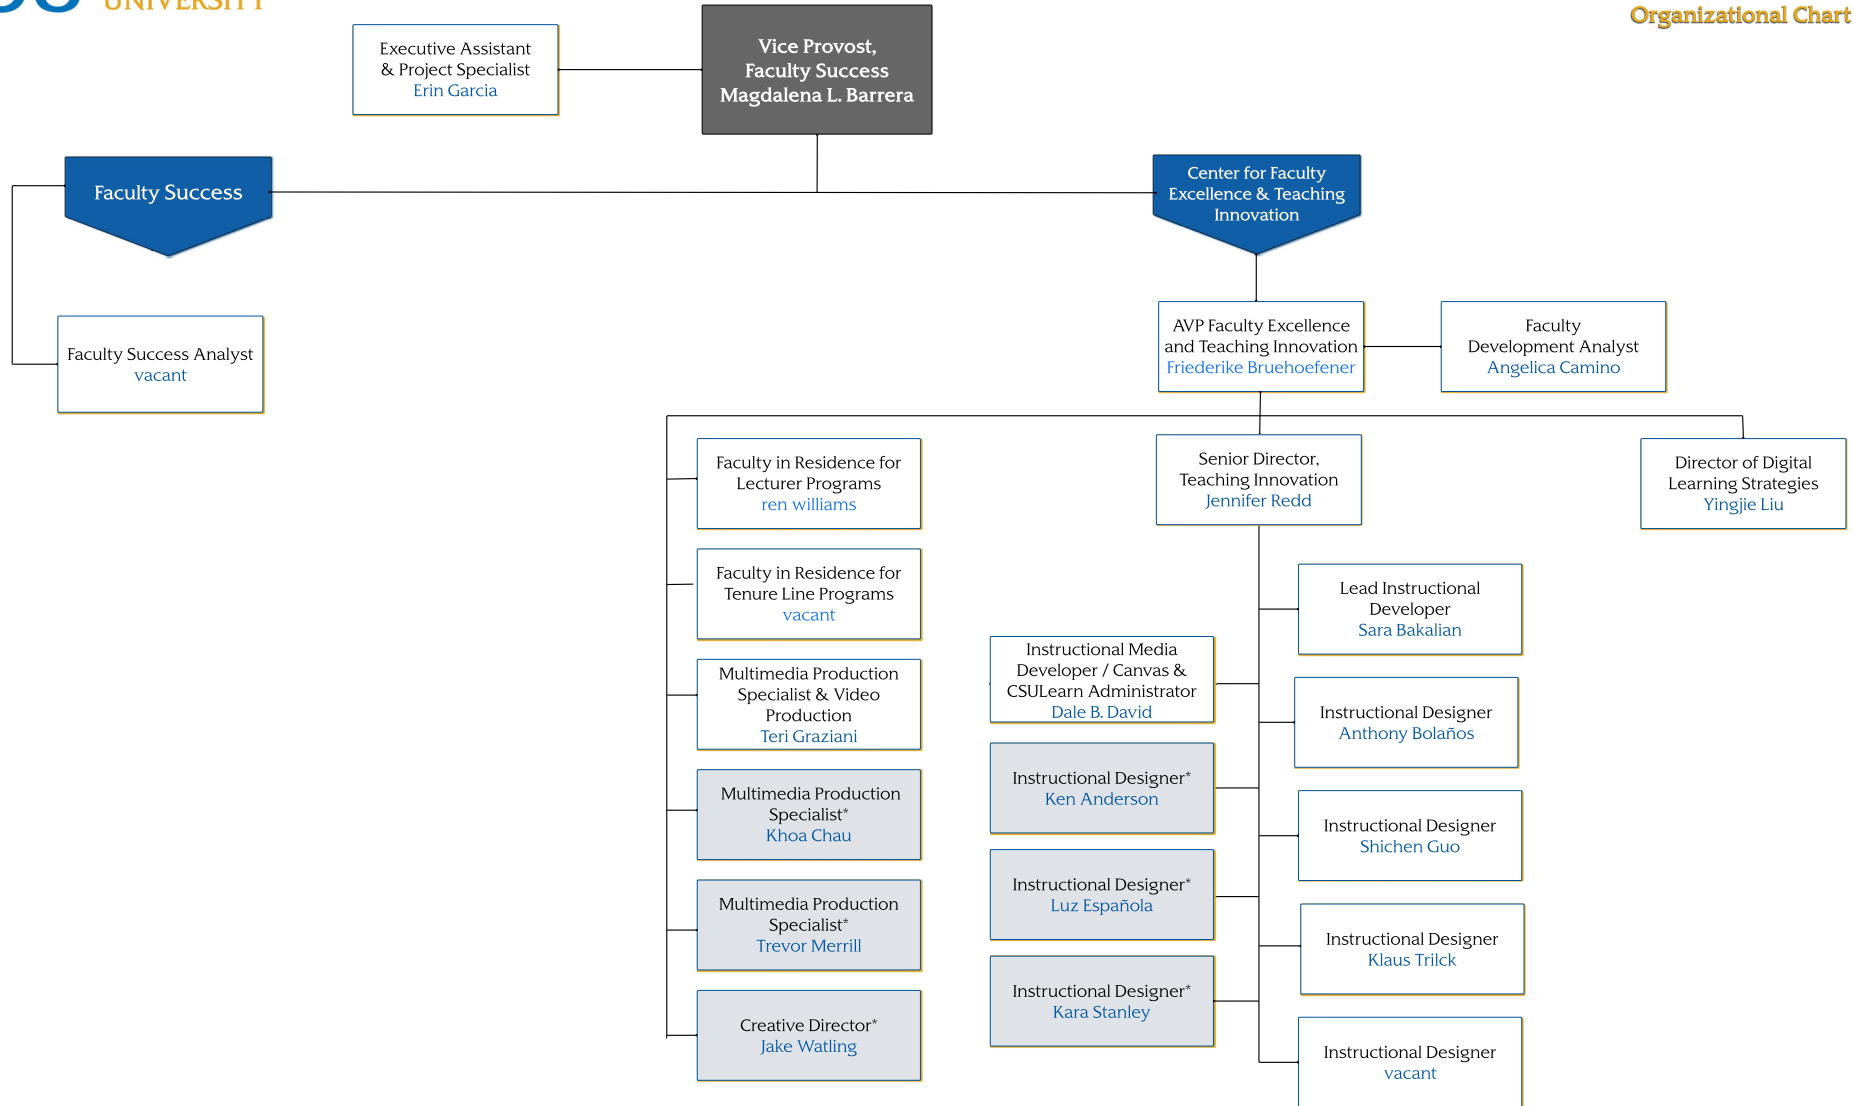 UNIVERSITY
Organizational Chart
Executive Assistant
& Project Specialist
Erin Garcia
Vice Provost,
Faculty Success
Magdalena L. Barrera
Faculty Success
Center for Faculty
Excellence & Teaching
Innovation
Faculty Success Analyst
vacant
AVP Faculty Excellence
and Teaching Innovation
Friederike Bruehoefener
Faculty
Development Analyst
Angelica Camino
Faculty in Residence for
Lecturer Programs
ren williams
Senior Director,
Teaching Innovation
Jennifer Redd
Director of Digital
Learning Strategies
Yingjie Liu
Faculty in Residence for
Tenure Line Programs
vacant
Multimedia Production
Specialist & Video
Production
Teri Graziani
Multimedia Production
Specialist*
Khoa Chau
Multimedia Production
Specialist*
Trevor Merrill
Creative Director*
Jake Watling
Instructional Media
Developer / Canvas &
CSULearn Administrator
Dale B. David
Instructional Designer*
Ken Anderson
Instructional Designer*
Luz Española
Instructional Designer*
Kara Stanley
Lead Instructional
Developer
Sara Bakalian
Instructional Designer
Anthony Bolaños
Instructional Designer
Shichen Guo
Instructional Designer
Klaus Trilck
Instructional Designer
vacant